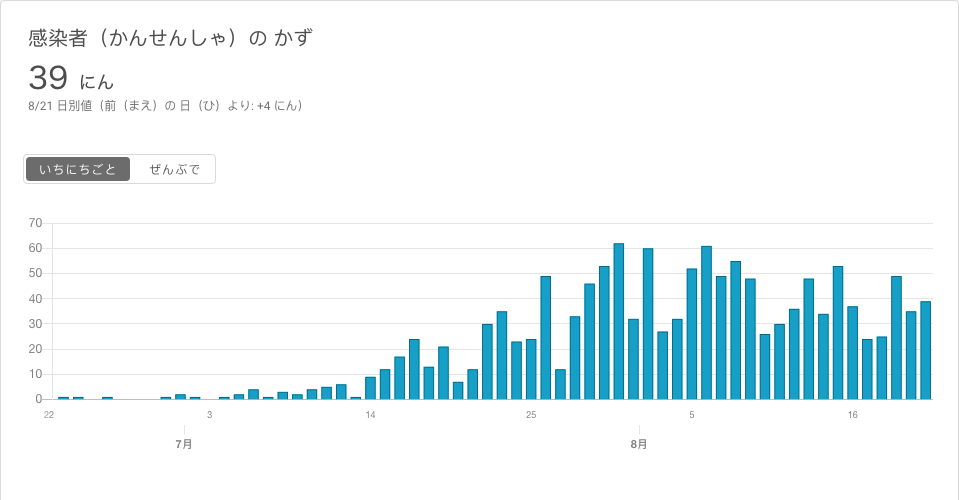 感染者（かんせんしゃ）の かず
39 にん
8/21 日別値（前（まえ）の 日（ひ）より: +4 にん）
いちにちごと ぜんぶで
70
60
50
40
30
20
10
0
22 3 14 25 5 16
7月 8月